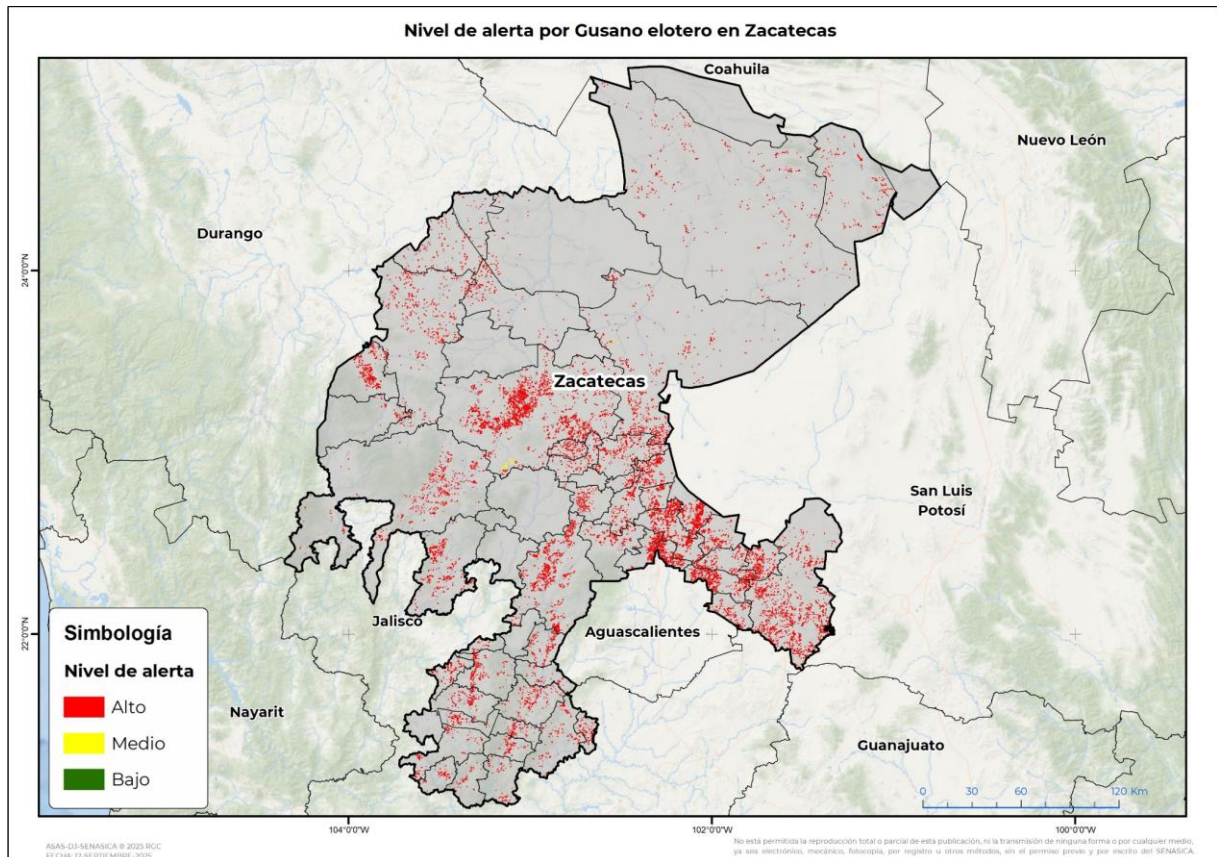 Nivel de alerta por Gusano elotero en Zacatecas
Coahuila
Nuevo León
Durango
24°0'0"N
Zacatecas
San Luis
Potosí
22°0'0"N
Jalisco
Aguascalientes
Simbología
Nivel de alerta
Alto
Medio
Bajo
Nayarit
Guanajuato
0 30 60 120 Km
104°0'0"W
102°0'0"W
100°0'0"W
ASAS-DJ-SENASICA © 2025 RGC
FECHA: 12-SEPTIEMBRE-2025
No está permitida la reproducción total o parcial de esta publicación, ni la transmisión de ninguna forma o por cualquier medio,
ya sea electrónico, mecánico, fotocopia, por registro u otros métodos, sin el permiso previo y por escrito del SENASICA.